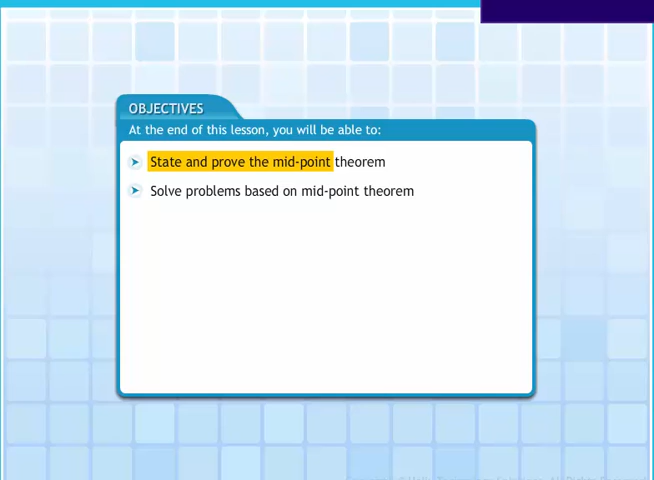 OBJECTIVES
At the end of this lesson, you will be able to:
State and prove the mid-point theorem
Solve problems based on mid-point theorem